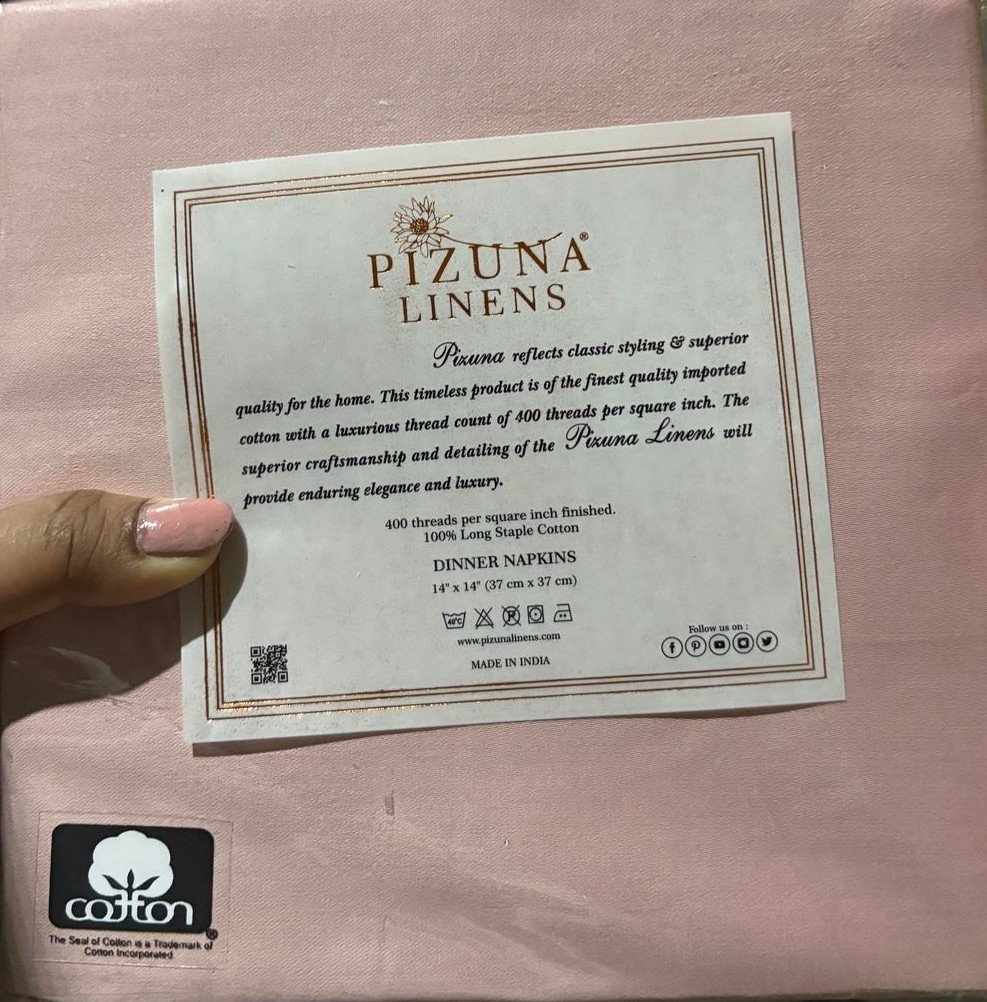 PIZUNA®
LINENS
Pizuna reflects classic styling & superior
quality for the home. This timeless product is of the finest quality imported
cotton with a luxurious thread count of 400 threads per square inch. The
superior craftsmanship and detailing of the Pizuna Linens will
provide enduring elegance and luxury.
400 threads per square inch finished.
100% Long Staple Cotton
DINNER NAPKINS
14" x 14" (37 cm x 37 cm)
40°C P
www.pizunalinens.com
MADE IN INDIA
Follow us on :
cotton®
The Seal of Cotton is a Trademark of
Cotton Incorporated